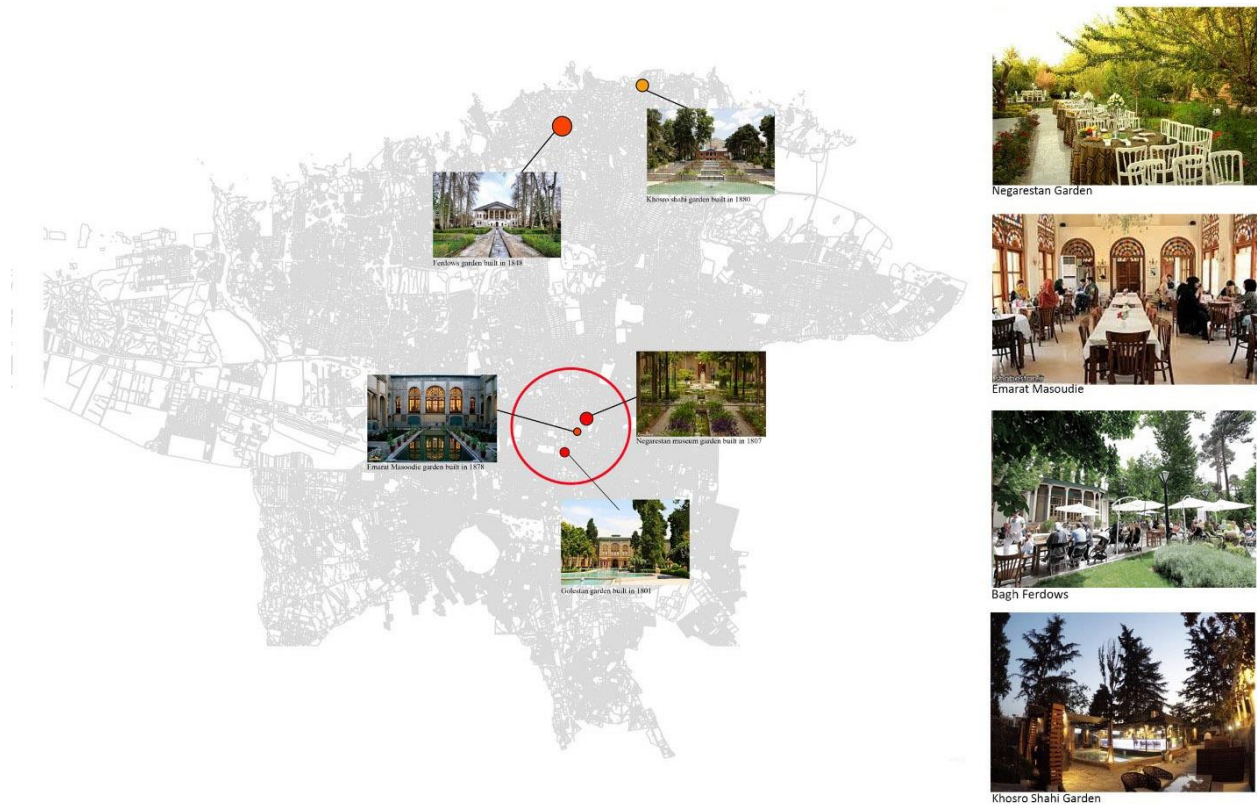 Khosro shahi garden built in 1880
Ferdows garden built in 1848
Negarestan museum garden built in 1807
Emarat Masoodie garden built in 1878
Golestan garden built in 1801
Negarestan Garden
Emarat Masoudie
Bagh Ferdows
Khosro Shahi Garden